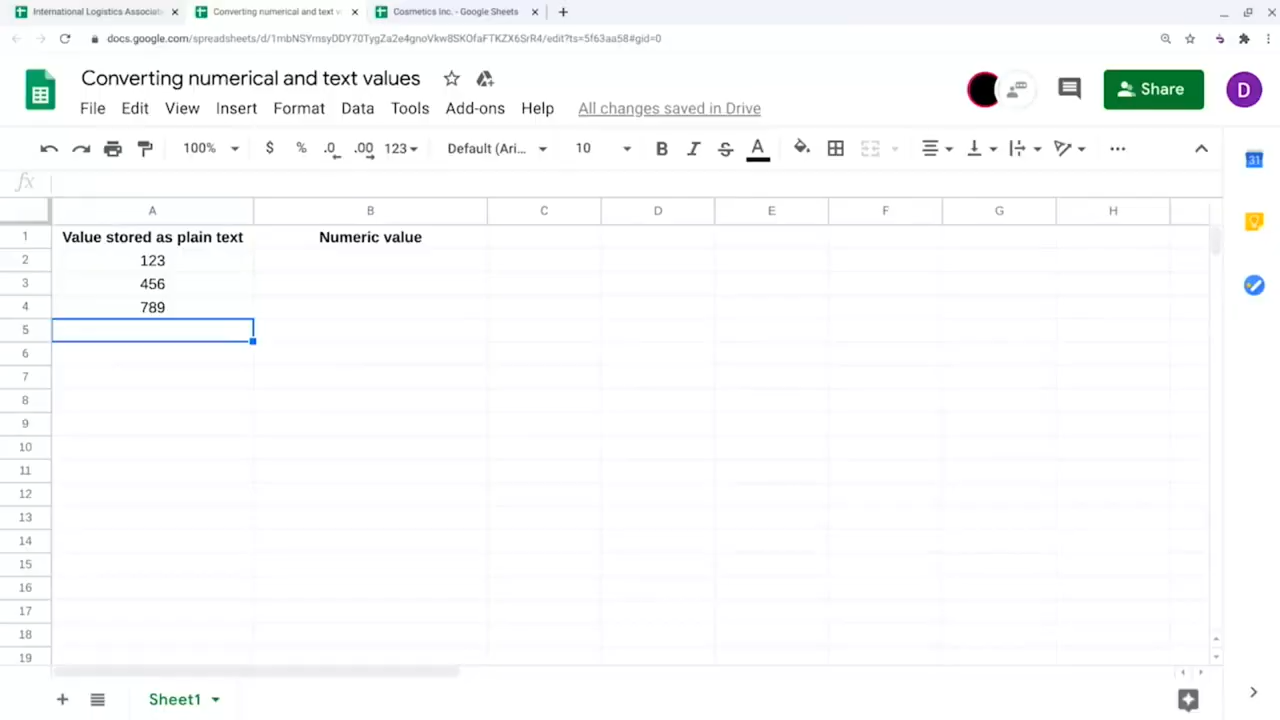 International Logistics Associat
Converting numerical and text v
Cosmetics Inc. - Google Sheets
docs.google.com/spreadsheets/d/1mbNSYmsyDDY70TygZa2e4gnoVkw8SKOfaFTKZX6SrR4/edit?ts=5f63aa58#gid=0
Converting numerical and text values
File Edit View Insert Format Data Tools Add-ons Help All changes saved in Drive
Share
D
100% $ % .0 .00 123 Default (Ari... 10 B I S A
31
fx
A B C D E F G H
1 Value stored as plain text Numeric value
2 123
3 456
4 789
5
6
7
8
9
10
11
12
13
14
15
16
17
18
19
Sheet1